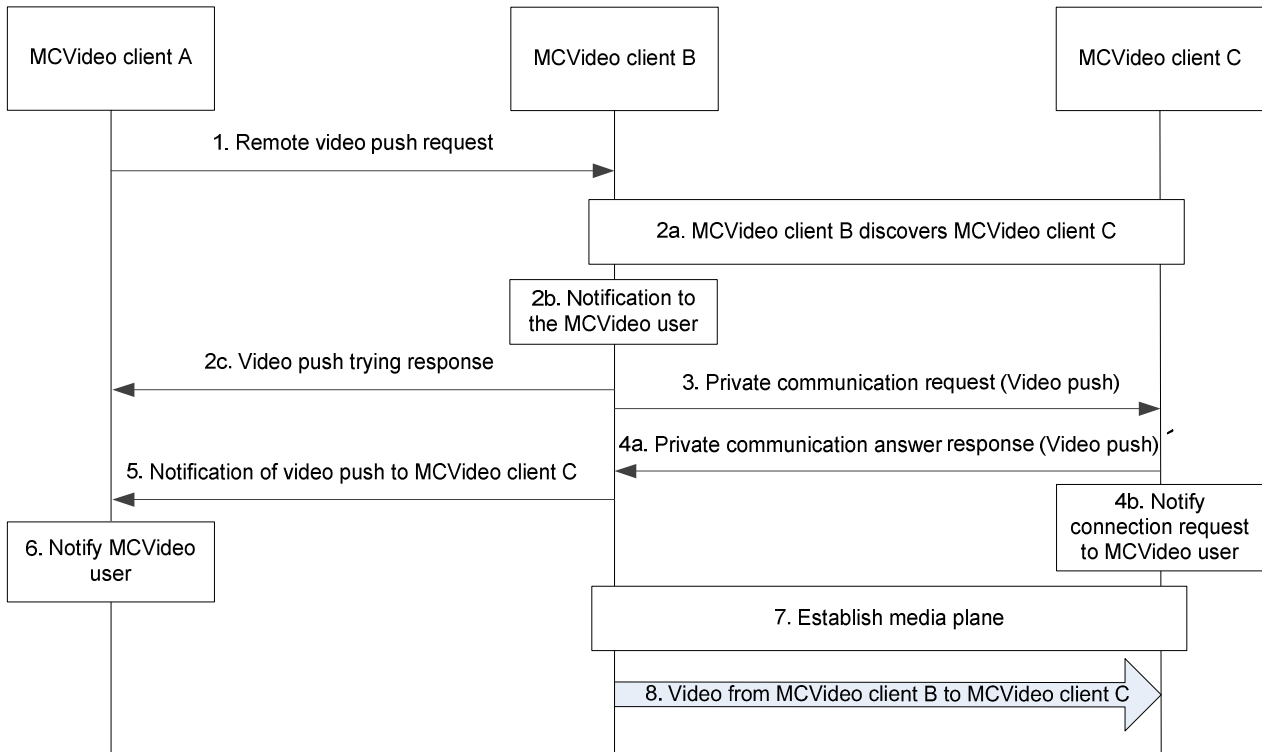 MCVideo client A
MCVideo client B
MCVideo client C
1. Remote video push request
2a. MCVideo client B discovers MCVideo client C
2b. Notification to
the MCVideo user
2c. Video push trying response
3. Private communication request (Video push)
4a. Private communication answer response (Video push)
5. Notification of video push to MCVideo client C
4b. Notify
connection request
to MCVideo user
6. Notify MCVideo
user
7. Establish media plane
8. Video from MCVideo client B to MCVideo client C